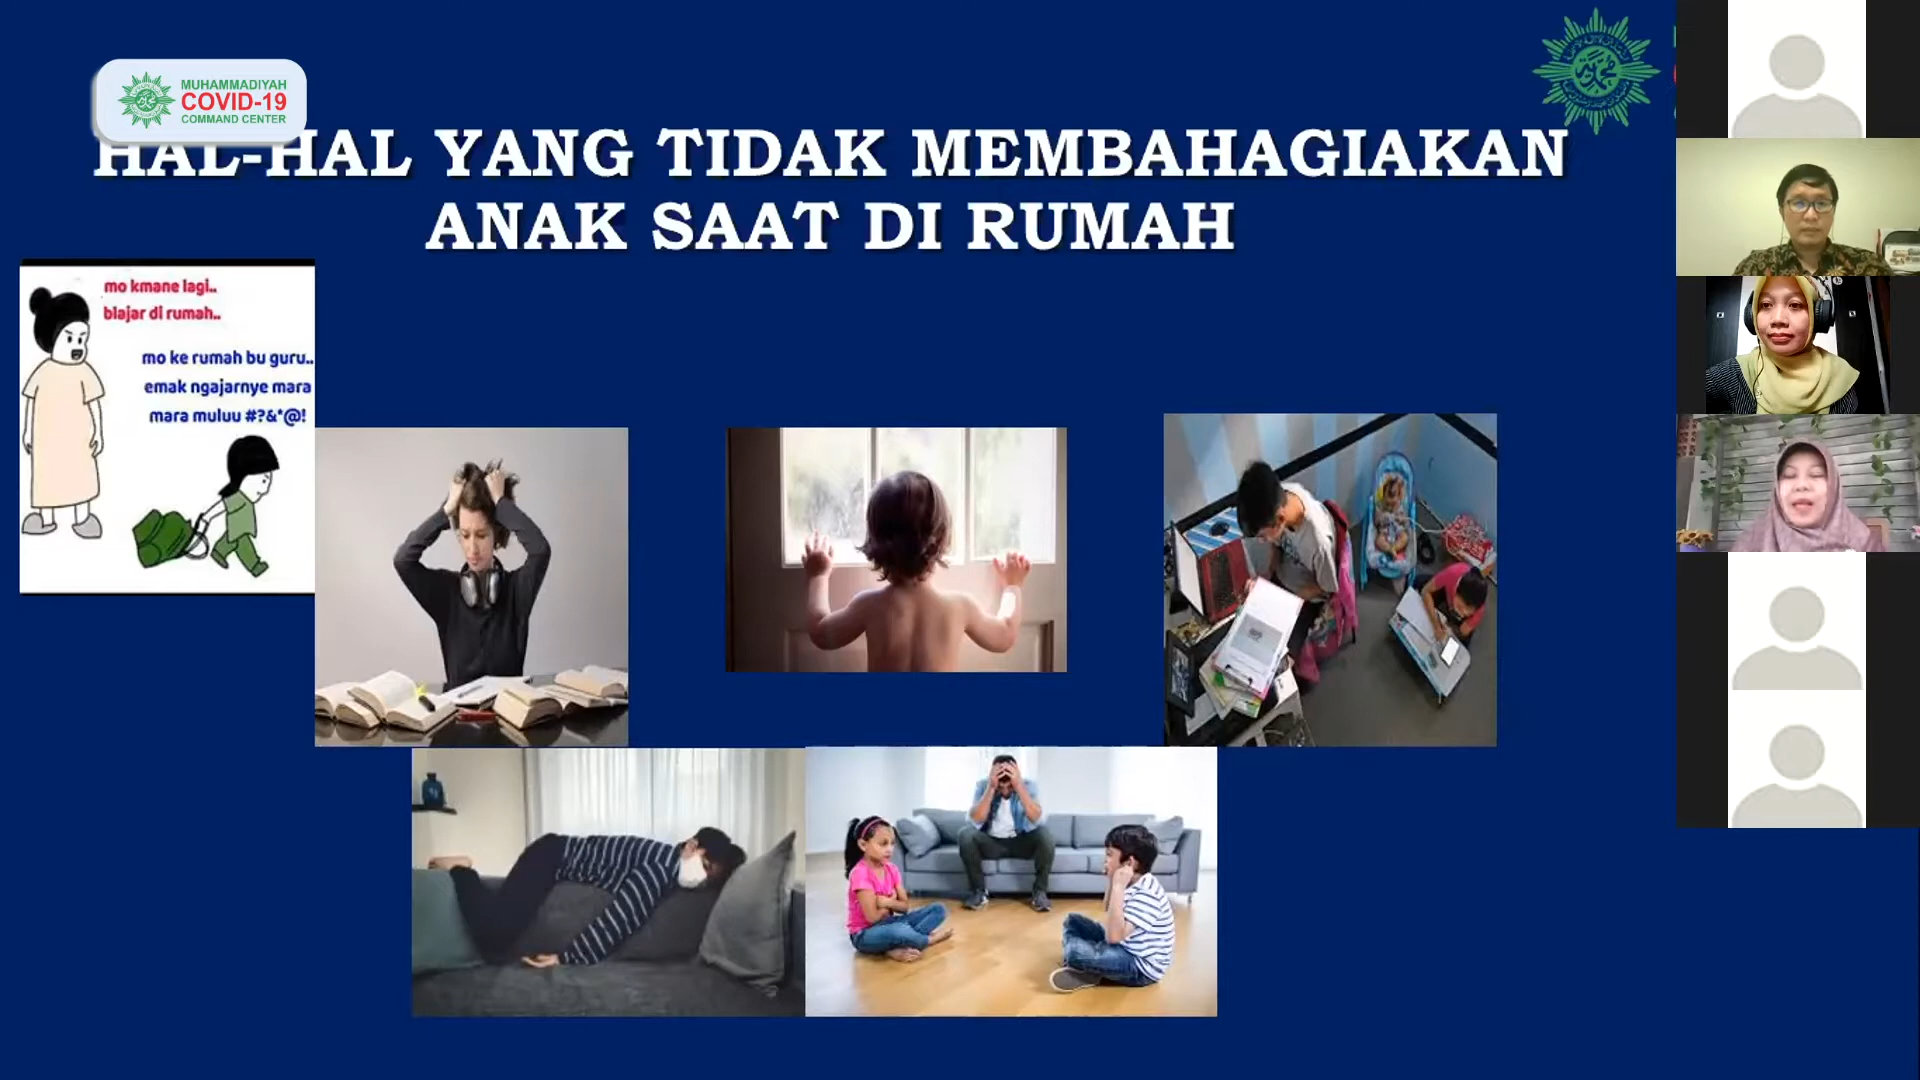 MUHAMMADIYAH
COVID-19
COMMAND CENTER
HAL-HAL YANG TIDAK MEMBAHAGIAKAN
ANAK SAAT DI RUMAH
mo kmane lagi..
blajar di rumah..
mo ke rumah bu guru..
emak ngajarnye mara
mara muluu #?&*@!